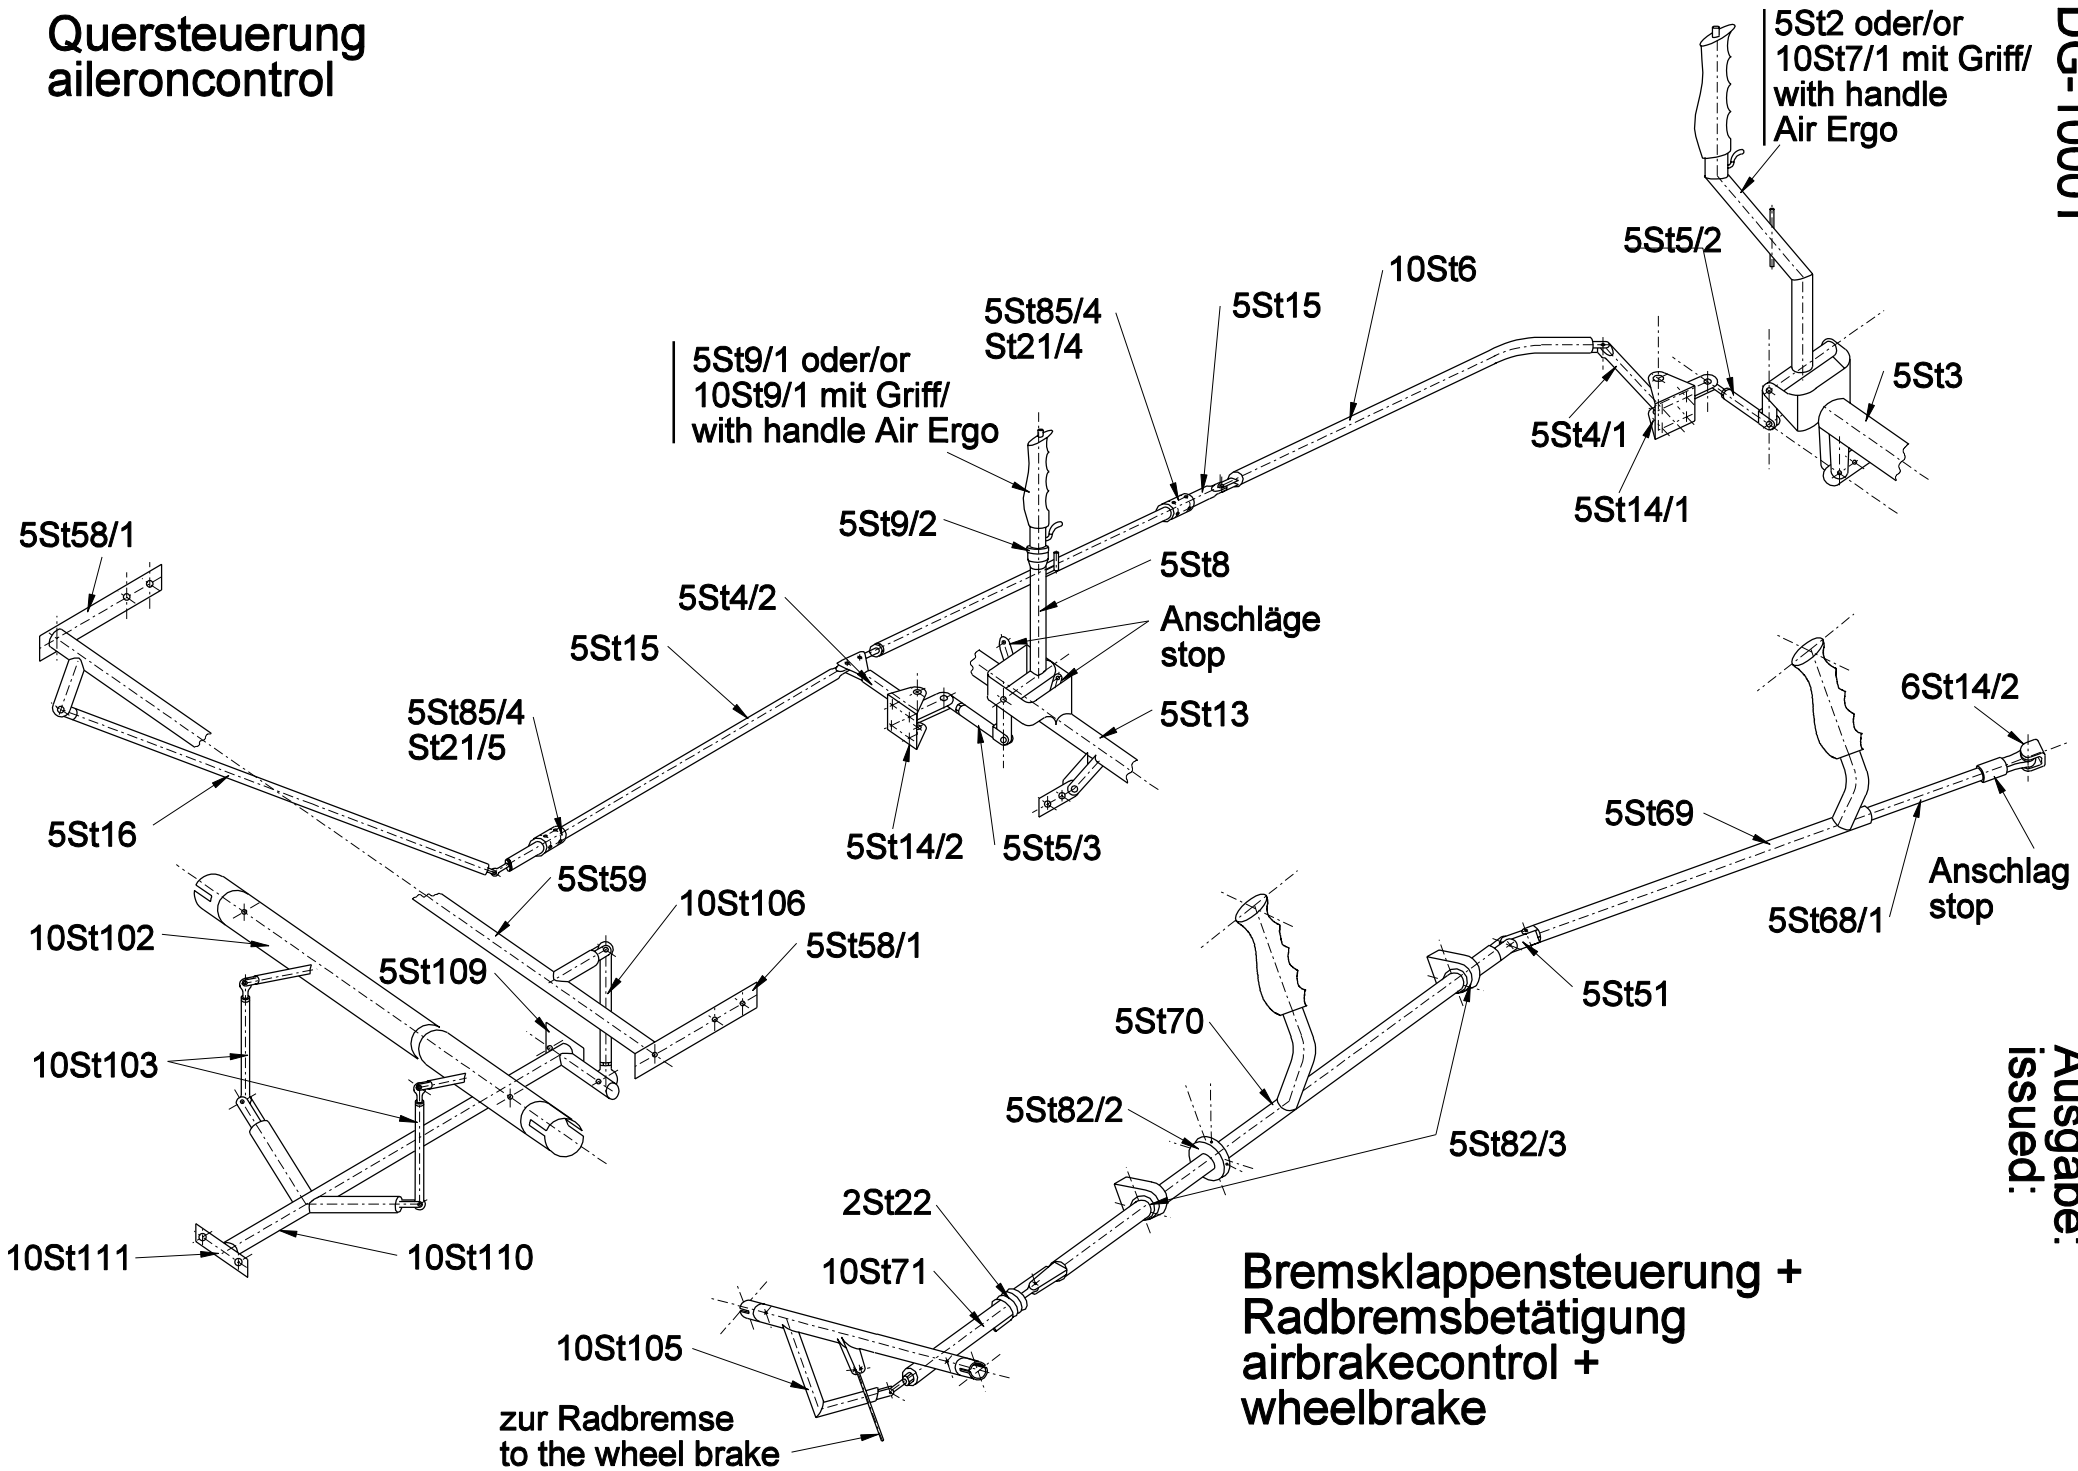 Quersteuerung
aileroncontrol
5St2 oder/or
10St7/1 mit Griff/
with handle
Air Ergo
5St5/2
10St6
5St85/4
St21/4
5St15
5St9/1 oder/or
10St9/1 mit Griff/
with handle Air Ergo
5St3
5St4/1
5St14/1
5St9/2
5St58/1
5St8
5St4/2
Anschläge
stop
5St15
5St13
5St85/4
St21/5
5St16
5St14/2
5St5/3
6St14/2
5St69
Anschlag
stop
5St68/1
5St59
10St106
5St58/1
10St102
5St109
5St51
5St70
10St103
5St82/2
5St82/3
2St22
10St111
10St110
10St71
10St105
zur Radbremse
to the wheel brake
Bremsklappensteuerung +
Radbremsbetätigung
airbrakecontrol +
wheelbrake
Ausgabe:
issued: